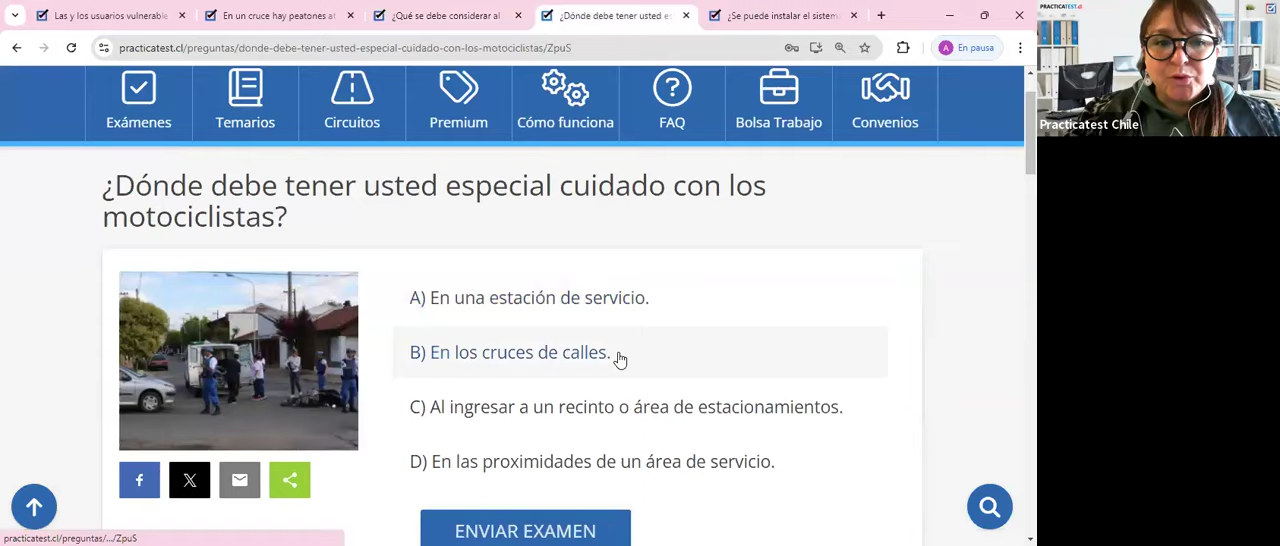 Las y los usuarios vulnerable
En un cruce hay peatones at
¿Qué se debe considerar al
¿Dónde debe tener usted es
¿Se puede instalar el sistema
practicatest.cl/preguntas/donde-debe-tener-usted-especial-cuidado-con-los-motociclistas/ZpuS
A
En pausa
PRACTICATEST.cl
Practicatest Chile
Exámenes
Temarios
Circuitos
Premium
Cómo funciona
FAQ
Bolsa Trabajo
Convenios
¿Dónde debe tener usted especial cuidado con los
motociclistas?
A) En una estación de servicio.
B) En los cruces de calles.
C) Al ingresar a un recinto o área de estacionamientos.
D) En las proximidades de un área de servicio.
ENVIAR EXAMEN
practicatest.cl/preguntas/.../ZpuS